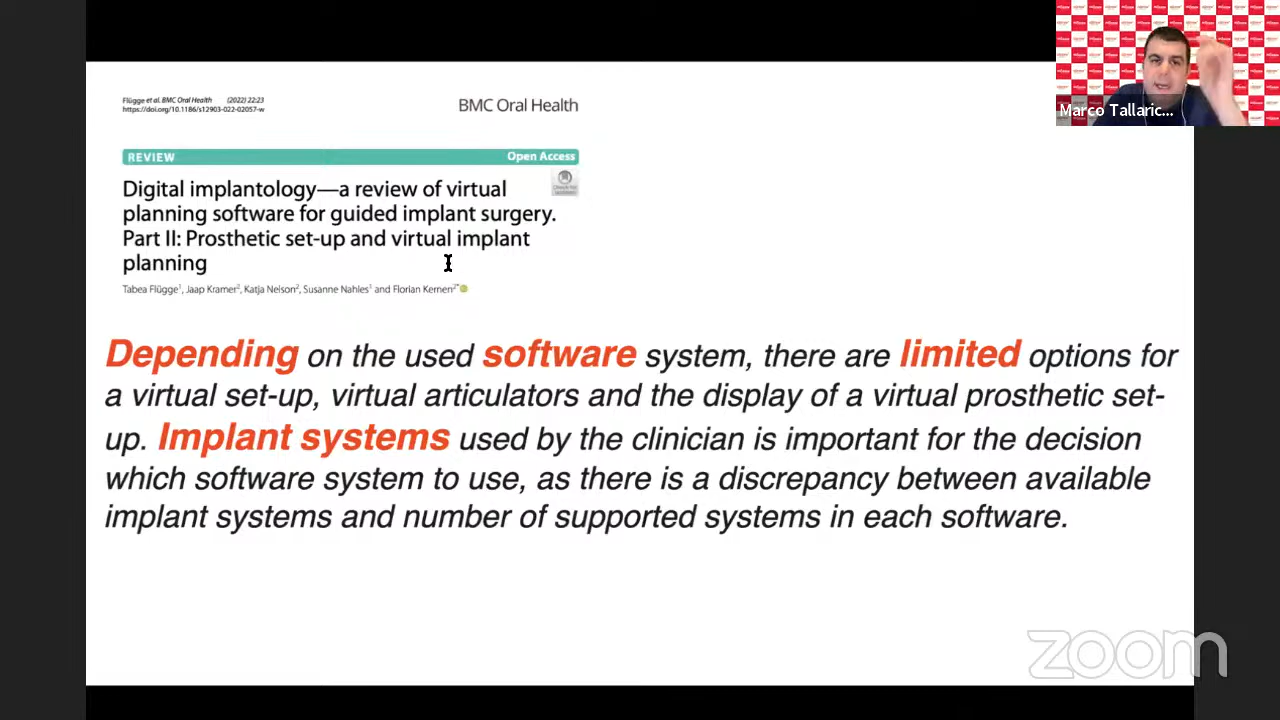 Marco Tallaric...
Flügge et al. BMC Oral Health (2022) 22:23
https://doi.org/10.1186/s12903-022-02057-w
BMC Oral Health
REVIEW
Open Access
Digital implantology—a review of virtual
planning software for guided implant surgery.
Part II: Prosthetic set-up and virtual implant
planning
Check for
updates
Tabea Flügge1, Jaap Kramer2, Katja Nelson2, Susanne Nahles1 and Florian Kernen2*
Depending on the used software system, there are limited options for
a virtual set-up, virtual articulators and the display of a virtual prosthetic set-
up. Implant systems used by the clinician is important for the decision
which software system to use, as there is a discrepancy between available
implant systems and number of supported systems in each software.
zoom